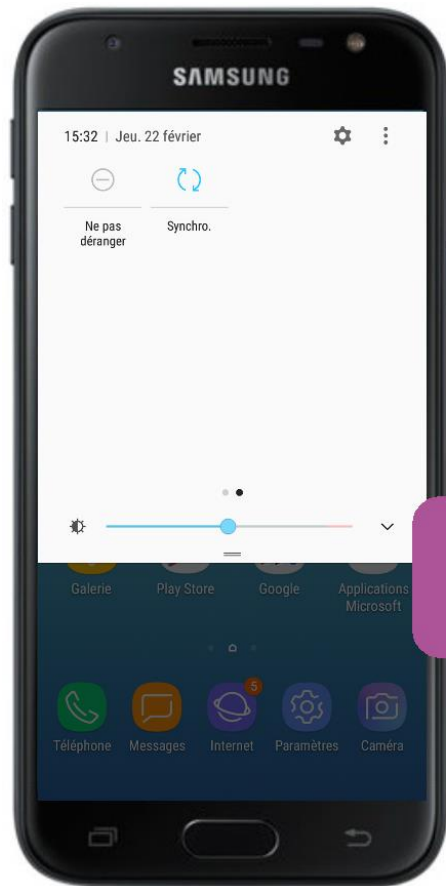 SAMSUNG
15:32 | Jeu. 22 février
Ne pas
déranger
Synchro.
Galerie
Play Store
Google
Applications
Microsoft
5
Téléphone
Messages
Internet
Paramètres
Caméra